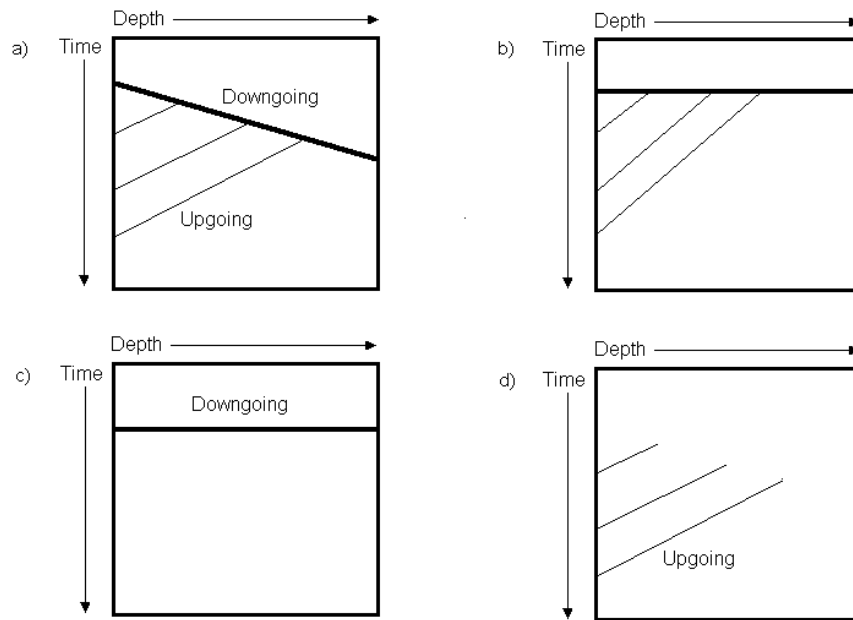 Depth
a) Time
Downgoing
Upgoing
Depth
b) Time
Depth
c) Time
Downgoing
Depth
d) Time
Upgoing